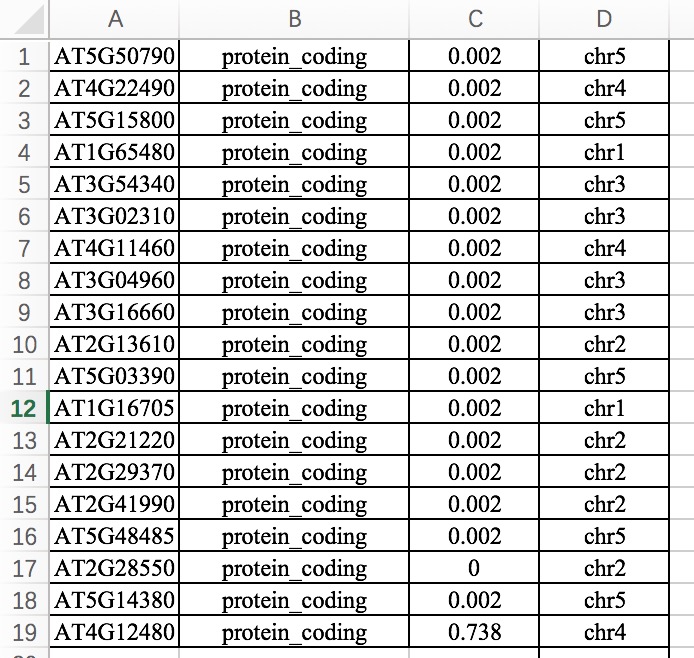 A B C D
1 AT5G50790 protein_coding 0.002 chr5
2 AT4G22490 protein_coding 0.002 chr4
3 AT5G15800 protein_coding 0.002 chr5
4 AT1G65480 protein_coding 0.002 chr1
5 AT3G54340 protein_coding 0.002 chr3
6 AT3G02310 protein_coding 0.002 chr3
7 AT4G11460 protein_coding 0.002 chr4
8 AT3G04960 protein_coding 0.002 chr3
9 AT3G16660 protein_coding 0.002 chr3
10 AT2G13610 protein_coding 0.002 chr2
11 AT5G03390 protein_coding 0.002 chr5
12 AT1G16705 protein_coding 0.002 chr1
13 AT2G21220 protein_coding 0.002 chr2
14 AT2G29370 protein_coding 0.002 chr2
15 AT2G41990 protein_coding 0.002 chr2
16 AT5G48485 protein_coding 0.002 chr5
17 AT2G28550 protein_coding 0 chr2
18 AT5G14380 protein_coding 0.002 chr5
19 AT4G12480 protein_coding 0.738 chr4